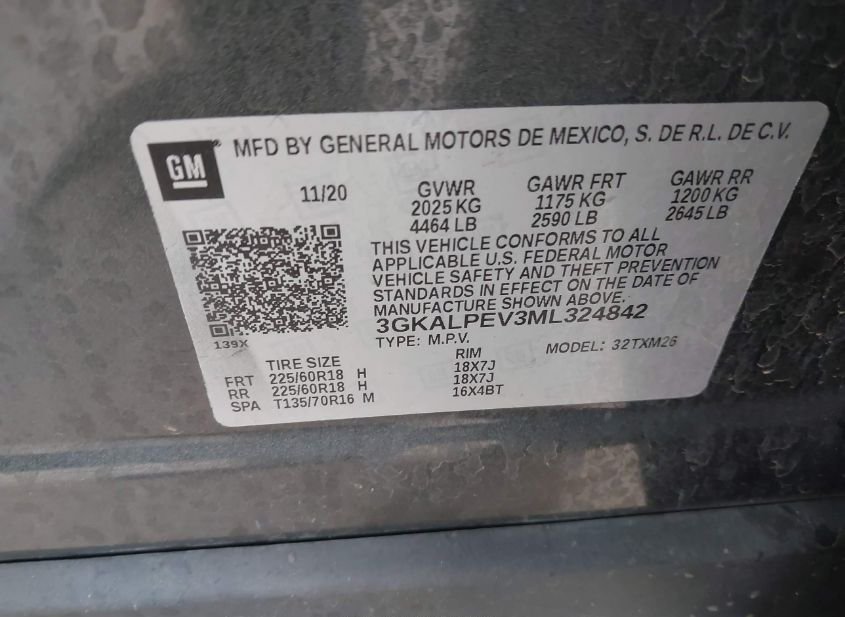 GM
MFD BY GENERAL MOTORS DE MEXICO, S. DE R.L. DE C.V.
11/20 GVWR GAWR FRT GAWR RR
2025 KG 1175 KG 1200 KG
4464 LB 2590 LB 2645 LB
THIS VEHICLE CONFORMS TO ALL
APPLICABLE U.S. FEDERAL MOTOR
VEHICLE SAFETY AND THEFT PREVENTION
STANDARDS IN EFFECT ON THE DATE OF
MANUFACTURE SHOWN ABOVE.
3GKALPEV3ML324842
139X
TYPE: M.P.V. MODEL: 32TXM26
TIRE SIZE RIM
FRT 225/60R18 H 18X7J
RR 225/60R18 H 18X7J
SPA T135/70R16 M 16X4BT